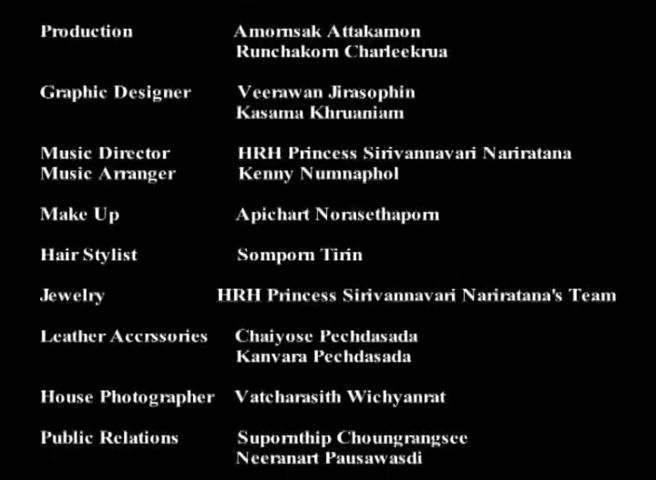 Production Amornsak Attakamon
Runchakorn Charleekrua
Graphic Designer Veerawan Jirasophin
Kasama Khruaniam
Music Director HRH Princess Sirivannavari Nariratana
Music Arranger Kenny Numnaphol
Make Up Apichart Norasethaporn
Hair Stylist Somporn Tirin
Jewelry HRH Princess Sirivannavari Nariratana's Team
Leather Accrssories Chaiyose Pechdasada
Kanvara Pechdasada
House Photographer Vatcharasith Wichyanrat
Public Relations Supornthip Choungrangsee
Neeranart Pausawasdi